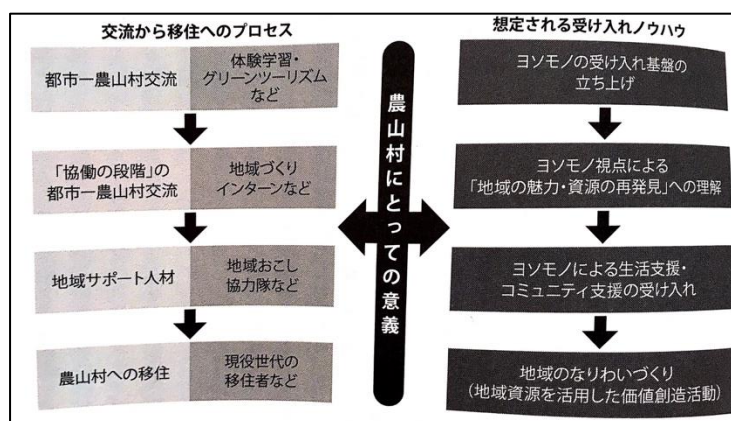 交流から移住へのプロセス
都市ー農山村交流
体験学習・
グリーンツーリズム
など
「協働の段階」の
都市ー農山村交流
地域づくり
インターンなど
地域サポート人材
地域おこし
協力隊など
農山村への移住
現役世代の
移住者など
農山村にとっての意義
想定される受け入れノウハウ
ヨソモノの受け入れ基盤の
立ち上げ
ヨソモノ視点による
「地域の魅力・資源の再発見」への理解
ヨソモノによる生活支援・
コミュニティ支援の受け入れ
地域のなりわいづくり
(地域資源を活用した価値創造活動)